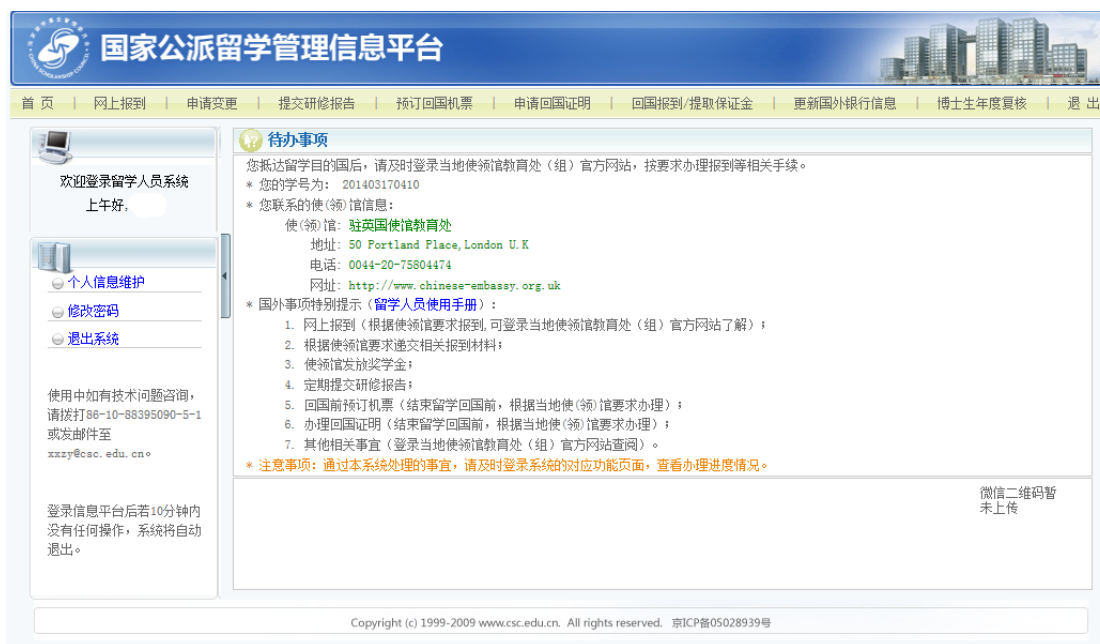 国家公派留学管理信息平台
首 页 | 网上报到 | 申请变更 | 提交研修报告 | 预订回国机票 | 申请回国证明 | 回国报到/提取保证金 | 更新国外银行信息 | 博士生年度复核 | 退 出
欢迎登录留学人员系统
上午好,
个人信息维护
修改密码
退出系统
使用中如有技术问题咨询，
请拨打86-10-88395090-5-1
或发邮件至
xxzy@csc.edu.cn。
登录信息平台后若10分钟内
没有任何操作，系统将自动
退出。
待办事项
您抵达留学目的国后，请及时登录当地使领馆教育处（组）官方网站，按要求办理报到等相关手续。
* 您的学号为： 201403170410
* 您联系的使(领)馆信息：
使(领)馆： 驻英国使馆教育处
地址： 50 Portland Place,London U.K
电话： 0044-20-75804474
网址： http://www.chinese-embassy.org.uk
* 国外事项特别提示（留学人员使用手册）：
1. 网上报到（根据使领馆要求报到,可登录当地使领馆教育处（组）官方网站了解）；
2. 根据使领馆要求递交相关报到材料；
3. 使领馆发放奖学金；
4. 定期提交研修报告；
5. 回国前预订机票（结束留学回国前，根据当地使(领)馆要求办理）；
6. 办理回国证明（结束留学回国前，根据当地使(领)馆要求办理）；
7. 其他相关事宜（登录当地使领馆教育处（组）官方网站查阅）。
* 注意事项：通过本系统处理的事宜，请及时登录系统的对应功能页面，查看办理进度情况。
微信二维码暂
未上传
Copyright (c) 1999-2009 www.csc.edu.cn. All rights reserved. 京ICP备05028939号